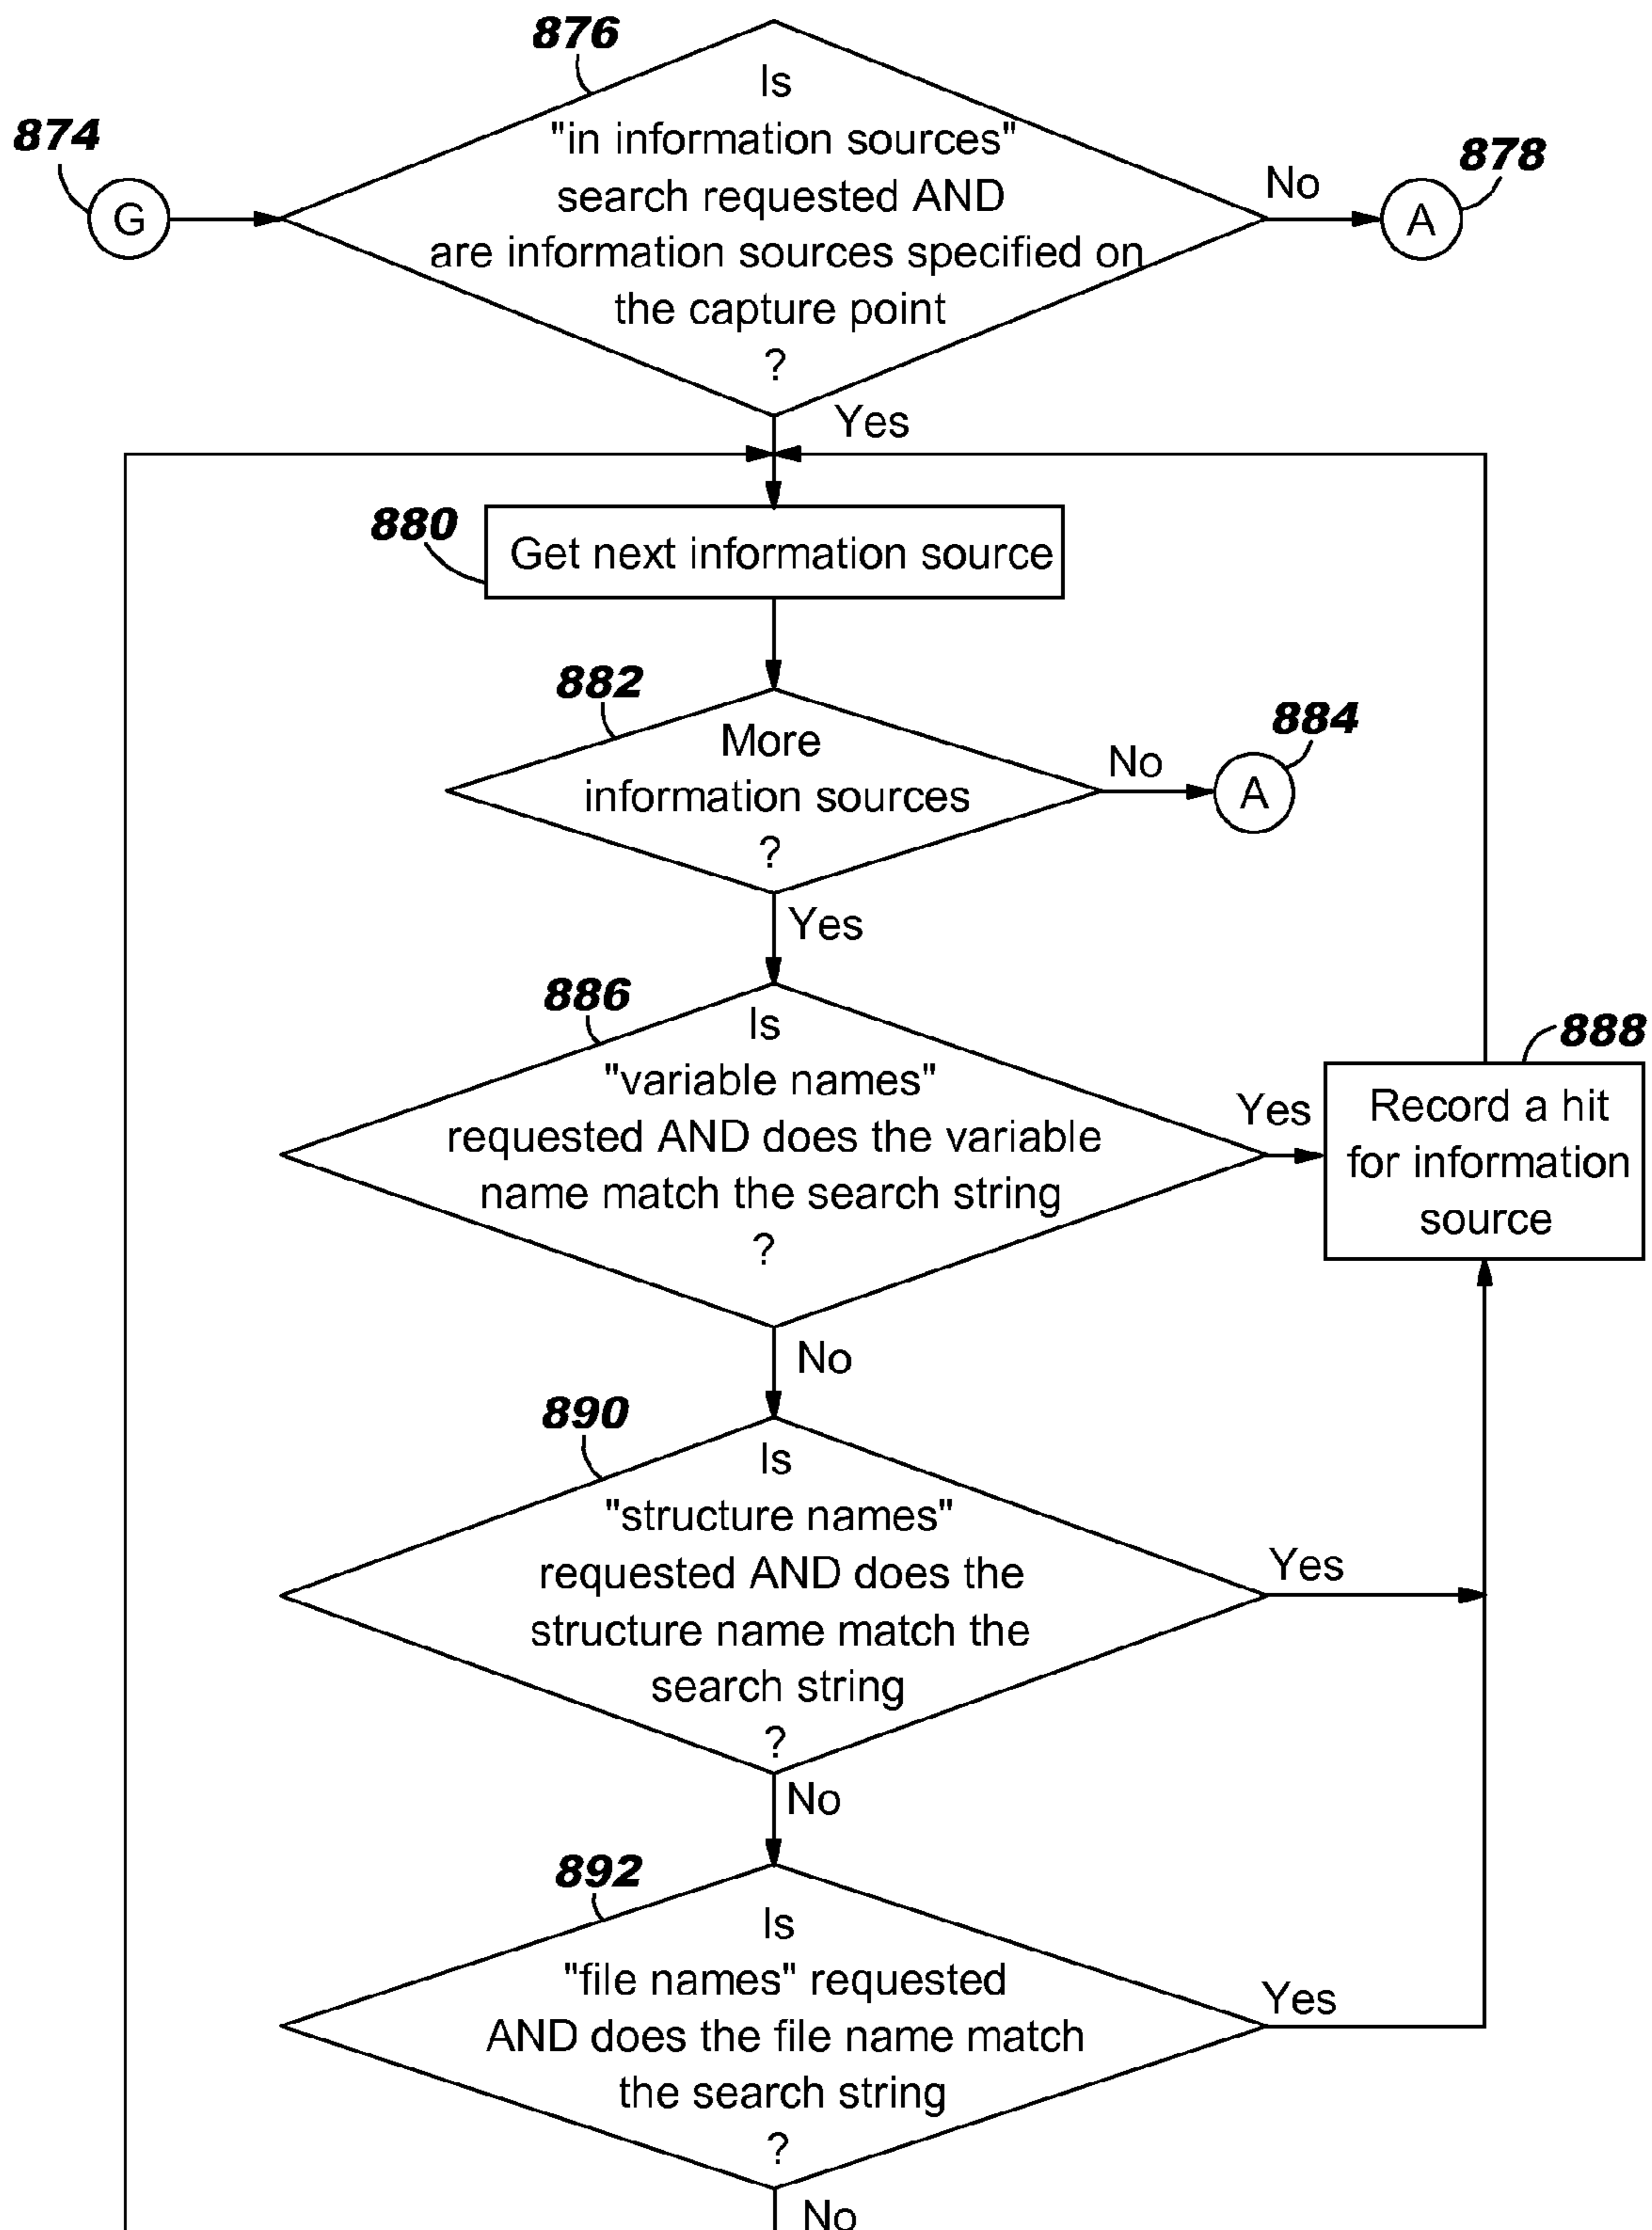 876
Is
"in information sources"
search requested AND
are information sources specified on
the capture point
?
874
G
No
878
A
Yes
880
Get next information source
882
More
information sources
?
No
884
A
Yes
886
Is
"variable names"
requested AND does the variable
name match the search string
?
Yes
888
Record a hit
for information
source
No
890
Is
"structure names"
requested AND does the
structure name match the
search string
?
Yes
No
892
Is
"file names" requested
AND does the file name match
the search string
?
Yes
No